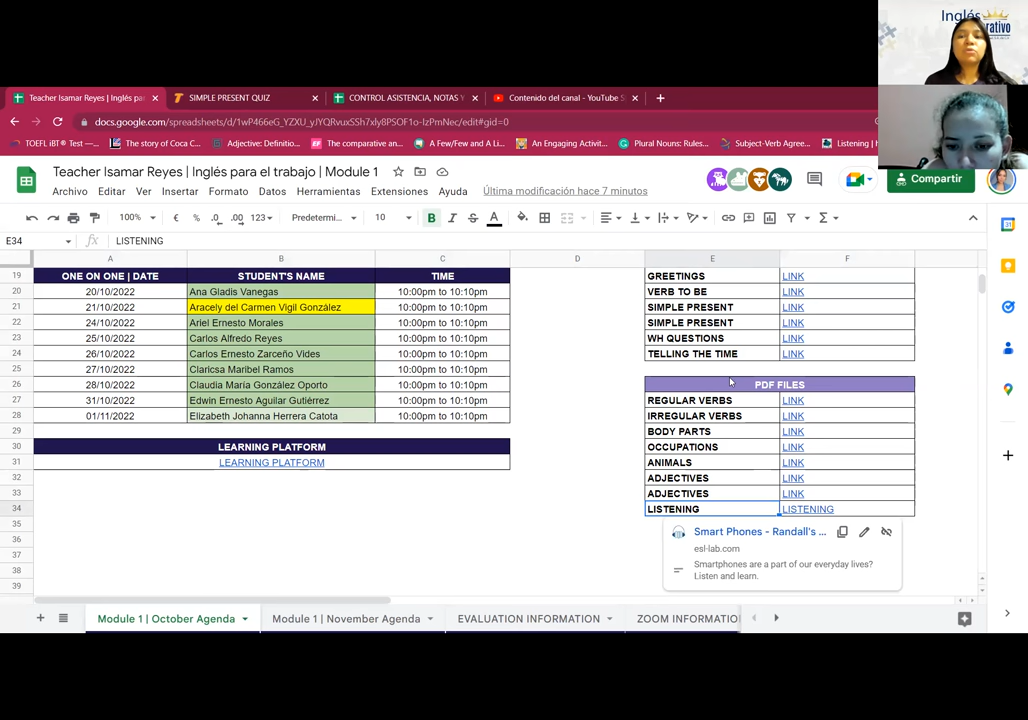 Inglés
rativo
Teacher Isamar Reyes | Inglés pa
SIMPLE PRESENT QUIZ
CONTROL ASISTENCIA, NOTAS Y
Contenido del canal - YouTube S
docs.google.com/spreadsheets/d/1wP466eG_YZXU_yJYQRvuxSSh7xly8PSOF1o-IzPmNec/edit#gid=0
TOEFL iBT® Test —...
The story of Coca C...
Adjective: Definitio...
The comparative an...
A Few/Few and A Li...
An Engaging Activit...
Plural Nouns: Rules...
Subject-Verb Agree...
Listening | h
Teacher Isamar Reyes | Inglés para el trabajo | Module 1
Archivo Editar Ver Insertar Formato Datos Herramientas Extensiones Ayuda Última modificación hace 7 minutos
Compartir
100% € % .0 .00 123 Predetermi... 10 B I S A
E34 fx LISTENING
A B C D E F
19 ONE ON ONE | DATE STUDENT'S NAME TIME GREETINGS LINK
20 20/10/2022 Ana Gladis Vanegas 10:00pm to 10:10pm VERB TO BE LINK
21 21/10/2022 Aracely del Carmen Vigil González 10:00pm to 10:10pm SIMPLE PRESENT LINK
22 24/10/2022 Ariel Ernesto Morales 10:00pm to 10:10pm SIMPLE PRESENT LINK
23 25/10/2022 Carlos Alfredo Reyes 10:00pm to 10:10pm WH QUESTIONS LINK
24 26/10/2022 Carlos Ernesto Zarceño Vides 10:00pm to 10:10pm TELLING THE TIME LINK
25 27/10/2022 Claricsa Maribel Ramos 10:00pm to 10:10pm
26 28/10/2022 Claudia María González Oporto 10:00pm to 10:10pm PDF FILES
27 31/10/2022 Edwin Ernesto Aguilar Gutiérrez 10:00pm to 10:10pm REGULAR VERBS LINK
28 01/11/2022 Elizabeth Johanna Herrera Catota 10:00pm to 10:10pm IRREGULAR VERBS LINK
29 BODY PARTS LINK
30 LEARNING PLATFORM OCCUPATIONS LINK
31 LEARNING PLATFORM ANIMALS LINK
32 ADJECTIVES LINK
33 ADJECTIVES LINK
34 LISTENING LISTENING
35
36
37
38
39
Smart Phones - Randall's ...
esl-lab.com
Smartphones are a part of our everyday lives?
Listen and learn.
Module 1 | October Agenda
Module 1 | November Agenda
EVALUATION INFORMATION
ZOOM INFORMATIO